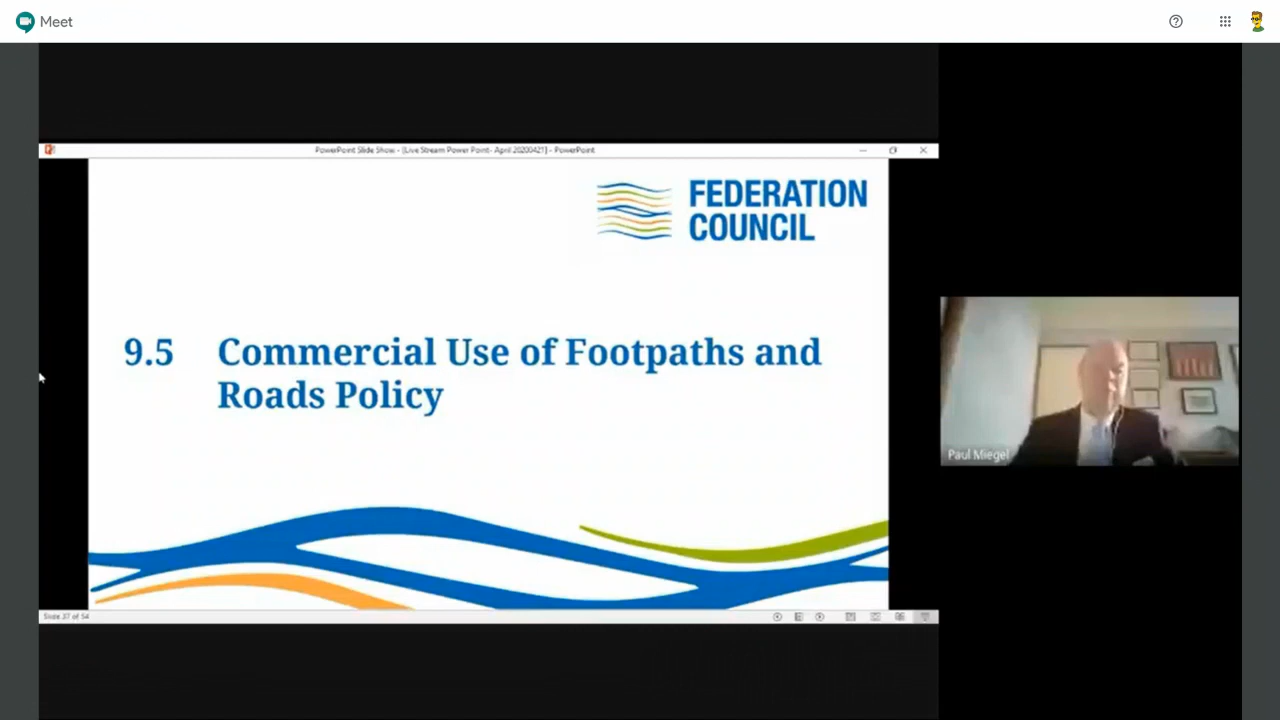 Meet
PowerPoint Slide Show - [Live Stream Power Point- April 20200421] - PowerPoint
FEDERATION
COUNCIL
9.5 Commercial Use of Footpaths and
Roads Policy
Paul Miegel
Slide 37 of 54